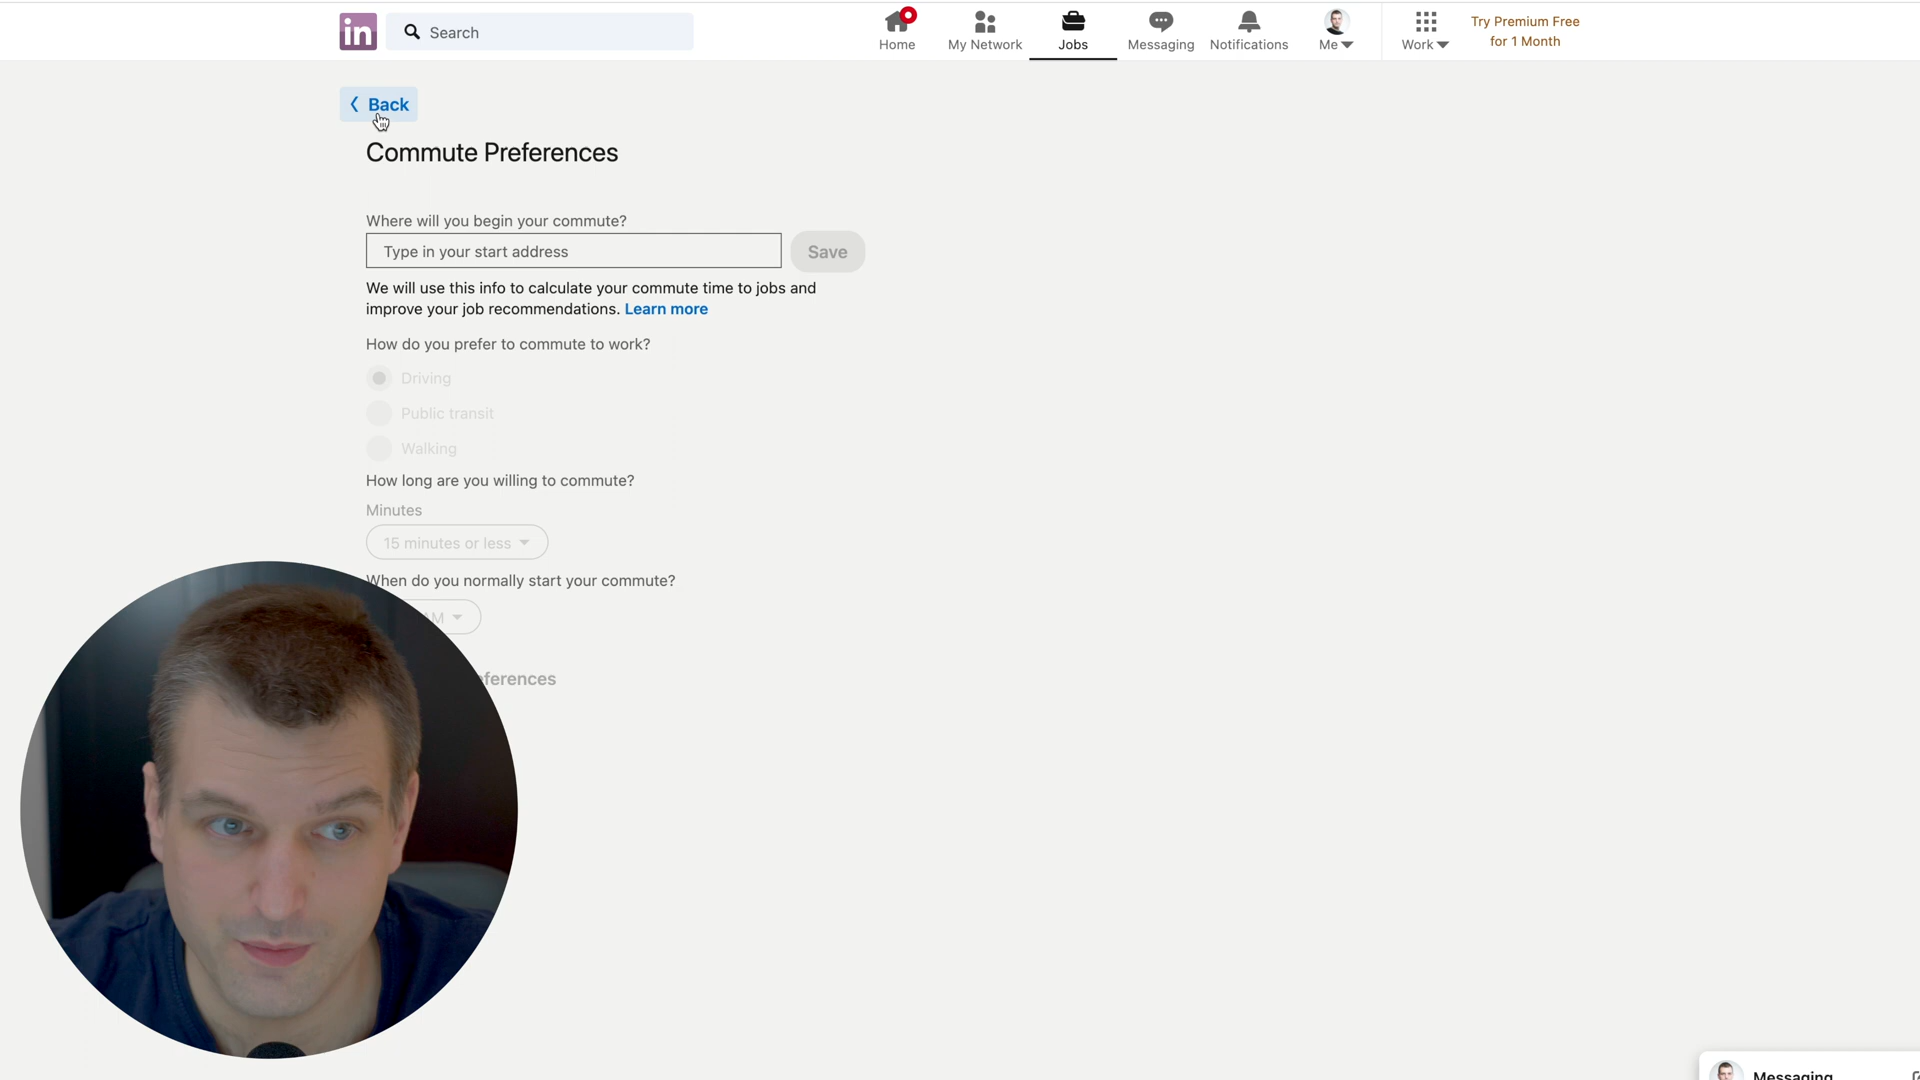 in
Search
Home
My Network
Jobs
Messaging
Notifications
Me
Work
Try Premium Free
for 1 Month
Back
Commute Preferences
Where will you begin your commute?
Type in your start address
Save
We will use this info to calculate your commute time to jobs and
improve your job recommendations. Learn more
How do you prefer to commute to work?
Driving
Public transit
Walking
How long are you willing to commute?
Minutes
15 minutes or less
When do you normally start your commute?
AM
Messaging